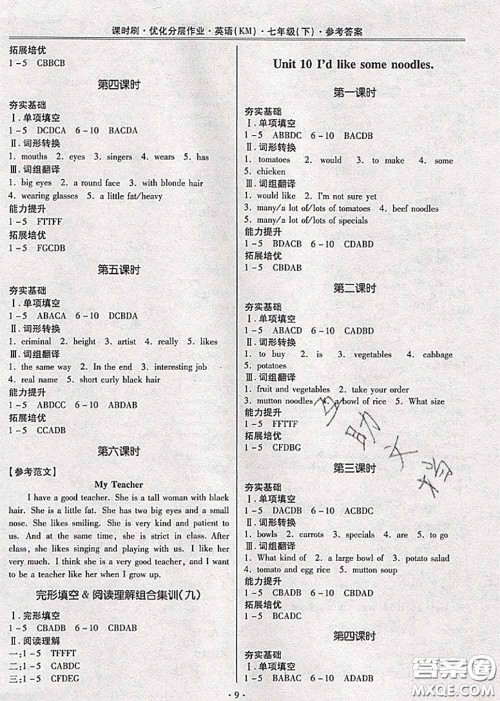 课时刷·优化分层作业·英语(KM)·七年级(下)·参考答案
拓展培优
1-5 CBBCB
第四课时
夯实基础
Ⅰ.单项填空
1-5 DCDCA 6-10 BACDA
Ⅱ.词形转换
1. mouths 2. eyes 3. singers 4. wears 5. has
Ⅲ.词组翻译
1. big eyes 2. a round face 3. with blonde hair
4. wearing glasses 5. a little fat/heavy
能力提升
1-5 FTTFF
拓展培优
1-5 FGCDB
第五课时
夯实基础
Ⅰ.单项填空
1-5 ABACA 6-10 DCBDA
Ⅱ.词形转换
1. criminal 2. height 3. artist 4. really 5. likes
Ⅲ.词组翻译
1. the same way 2. In the end 3. interesting job
4. real name 5. short curly black hair
能力提升
1-5 ABDCC 6-10 ABDCB
拓展培优
1-5 CCADB
第六课时
【参考范文】
My Teacher
I have a good teacher. She is a tall woman with black
hair. She is a little fat. She has two big eyes and a small
nose. She likes smiling. She is very kind and patient to
us. And at the same time, she is strict with us. After
class, she likes singing and playing with us. I like her
very much. I think she is a very good teacher, and I want
to be a teacher like her when I grow up.
完形填空&阅读理解组合集训(九)
Ⅰ.完形填空
1-5 CBADB 6-10 CBDAB
Ⅱ.阅读理解
一:1-5 TFFFT
二:1-5 CABDC
三:1-5 CFDEG
Unit 10 I'd like some noodles.
第一课时
夯实基础
Ⅰ.单项填空
1-5 ABBDC 6-10 BACDB
Ⅱ.词形转换
1. tomatoes 2. would 3. to make 4. some
5. chicken
Ⅲ.词组翻译
1. would like 2. I'm not sure yet
3. many/a lot of/lots of tomatoes 4. beef noodles
5. many/a lot of/lots of specials
能力提升
1-5 BDACB 6-10 CDABD
拓展培优
1-5 CBDAB
第二课时
夯实基础
Ⅰ.单项填空
1-5 ABACD 6-10 CDABD
Ⅱ.词形转换
1. to buy 2. is 3. vegetables 4. cabbage
5. potatoes
Ⅲ.词组翻译
1. fruit and vegetables 2. take your order
3. mutton noodles 4. a bowl of rice 5. What size
能力提升
1-5 FTTTF
拓展培优
1-5 CFBDG
第三课时
夯实基础
Ⅰ.单项填空
1-5 DACDB 6-10 BACDC
Ⅱ.词形转换
1. bowls 2. carrots 3. specials 4. are 5. to go
Ⅲ.词组翻译
1. What kind of 2. a large bowl of 3. potato salad
4. tomato and egg rice 5. mutton soup
能力提升
1-5 CBDAB 6-10 CDCAB
拓展培优
1-5 BCADC
第四课时
夯实基础
Ⅰ.单项填空
1-5 BABAC 6-10 DADAC
·9·
答案圈
MXQE.COM